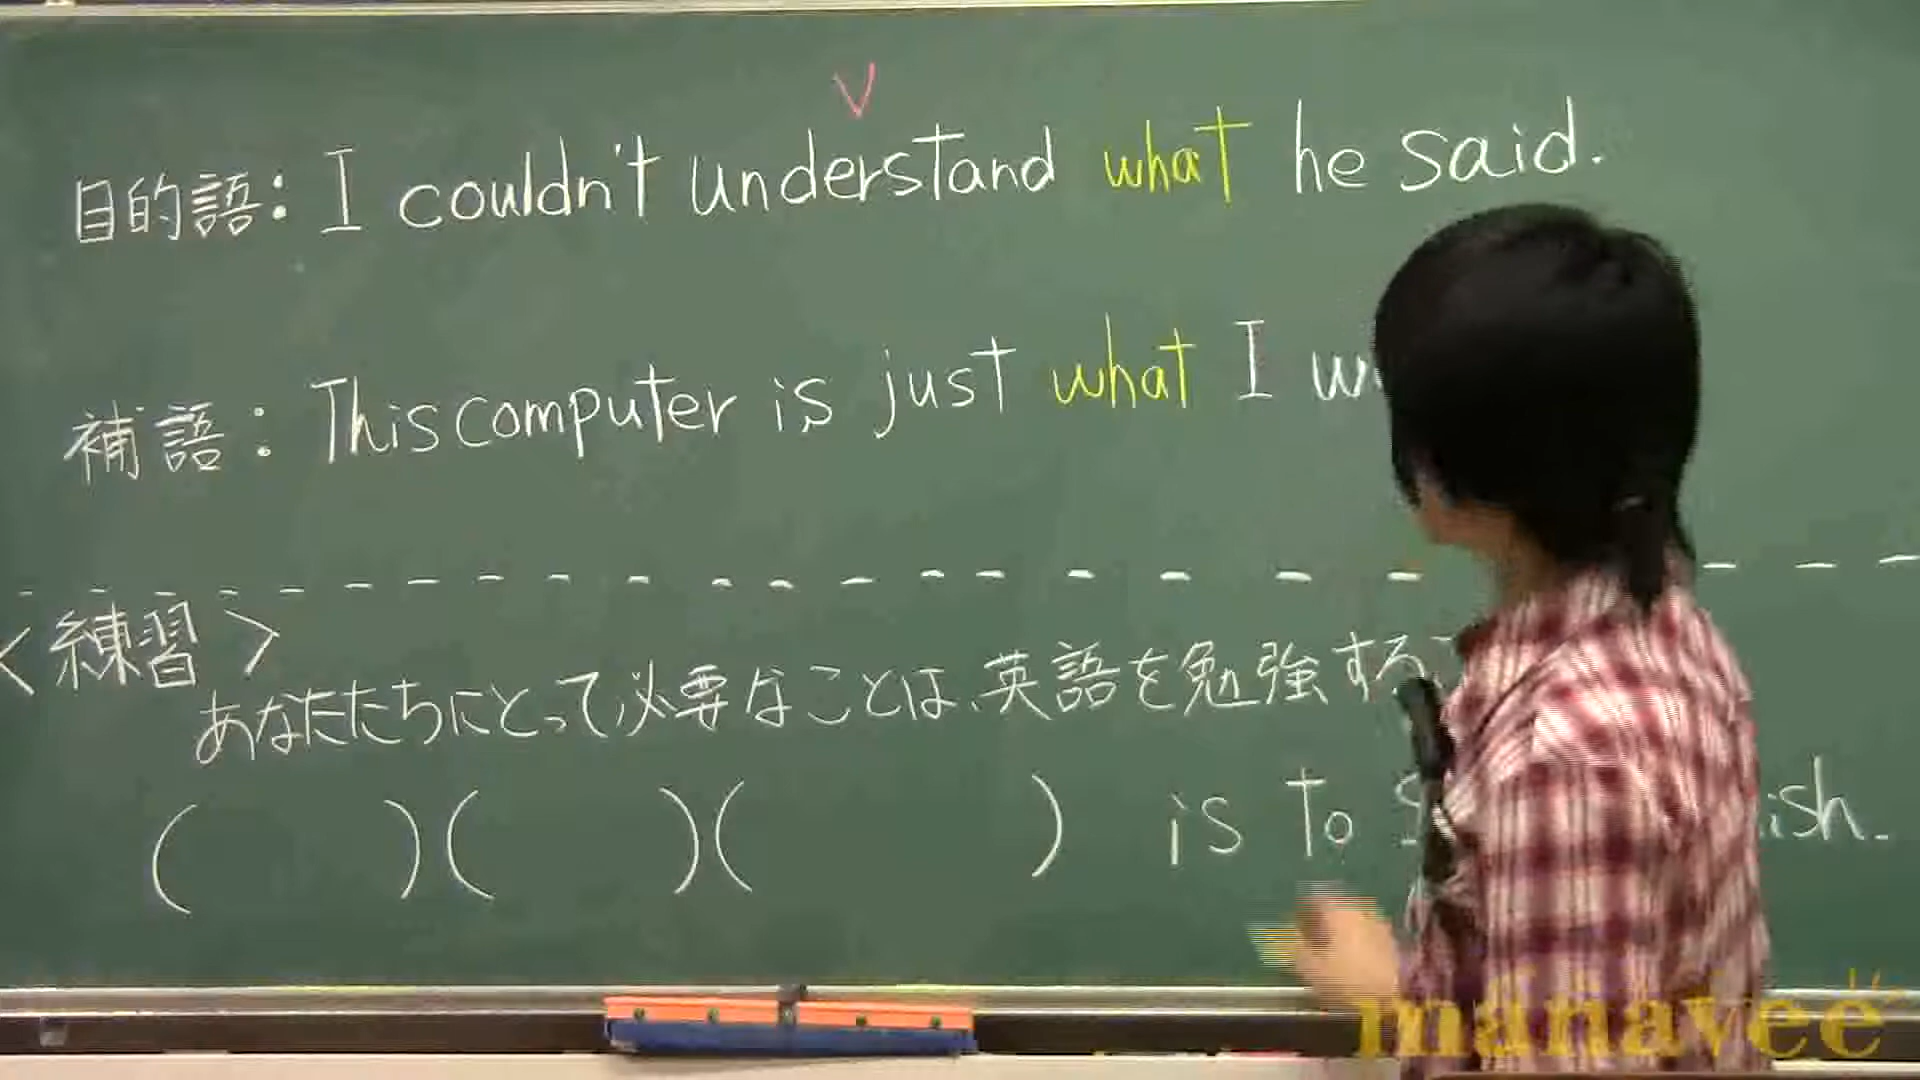 V
目的語: I couldn't understand what he said.
補語: This computer is just what I
<練習>
あなたたちにとって必要なことは、英語を勉強する
(   )(   )(   ) is to
manavee